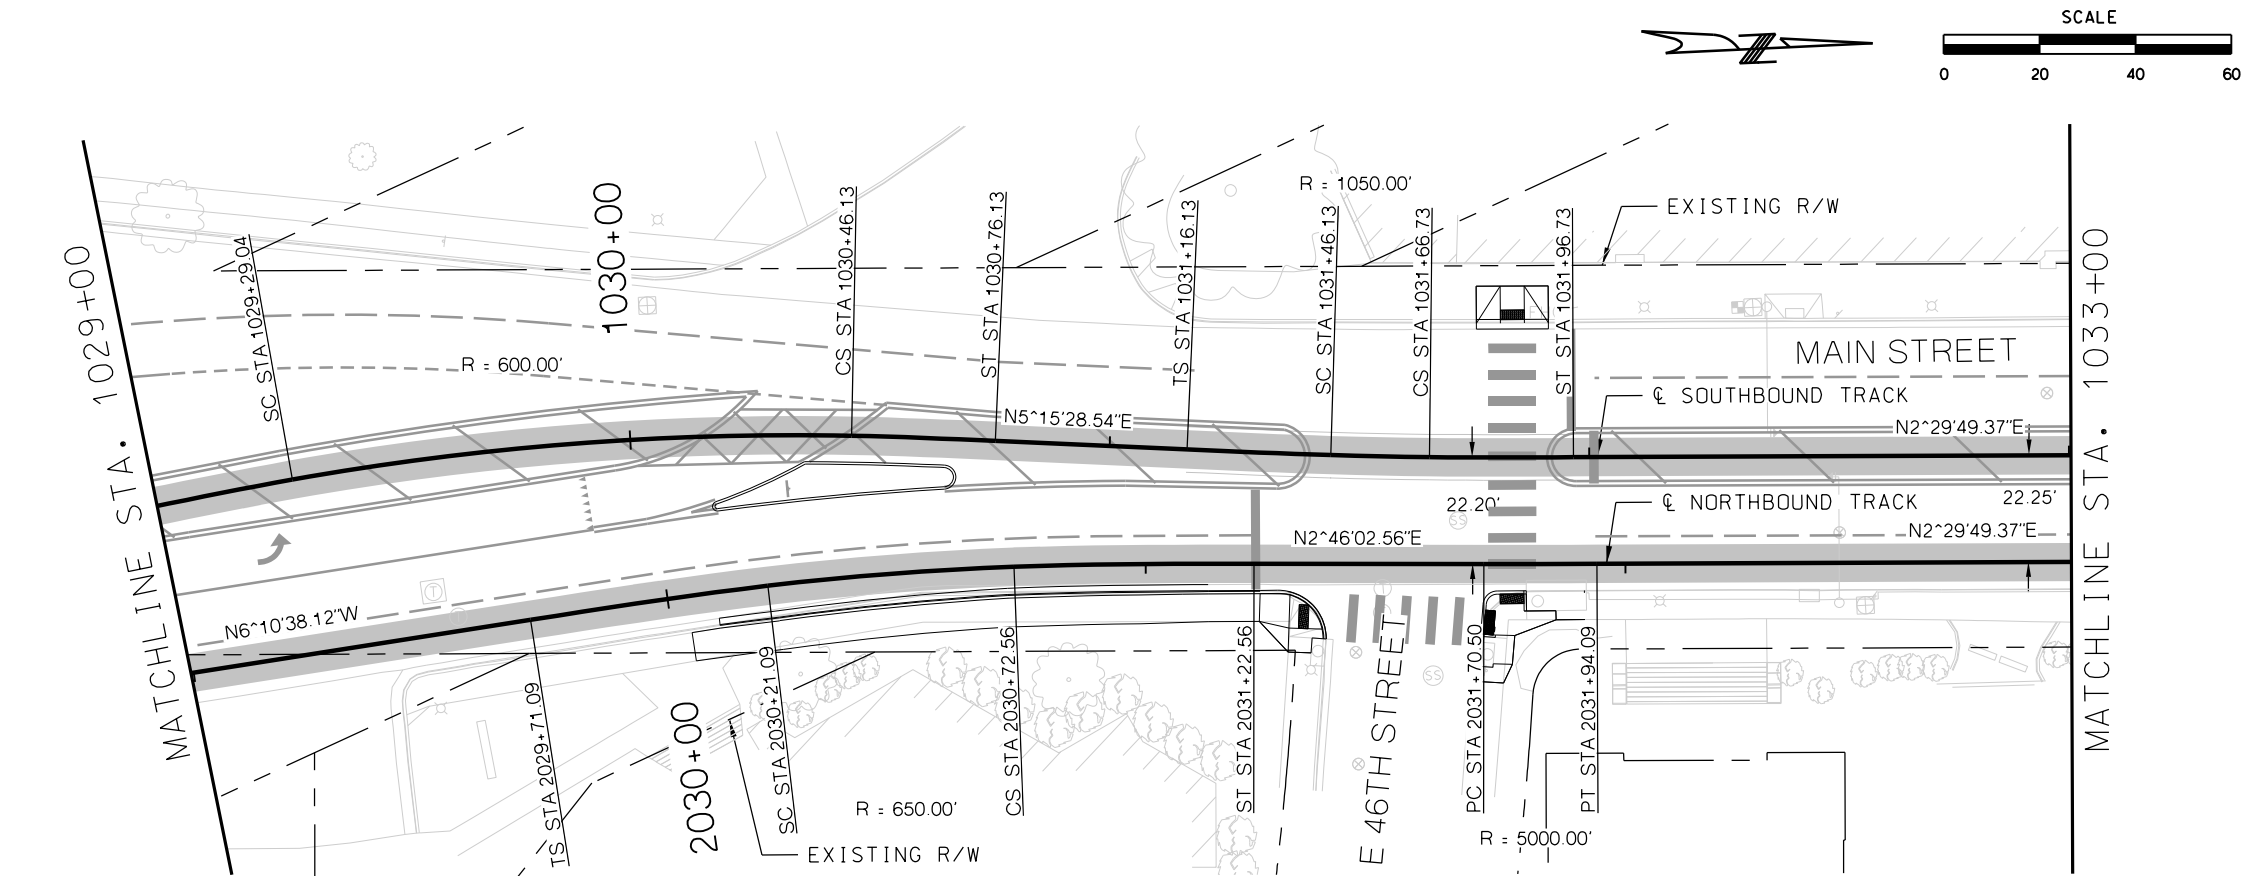 SCALE
0 20 40 60
MATCHLINE STA. 1029+00
SC STA 1029+29.04
1030+00
R = 600.00'
CS STA 1030+46.13
ST STA 1030+76.13
N5^15'28.54"E
TS STA 1031+16.13
R = 1050.00'
SC STA 1031+46.13
CS STA 1031+66.73
ST STA 1031+96.73
EXISTING R/W
MAIN STREET
℄ SOUTHBOUND TRACK
N2^29'49.37"E
22.20'
℄ NORTHBOUND TRACK
22.25'
N2^46'02.56"E
N2^29'49.37"E
SS
T
N6^10'38.12"W
SS
TS STA 2029+71.09
2030+00
SC STA 2030+21.09
EXISTING R/W
R = 650.00'
CS STA 2030+72.56
ST STA 2031+22.56
E 46TH STREET
PC STA 2031+70.50
R = 5000.00'
PT STA 2031+94.09
MATCHLINE STA. 1033+00